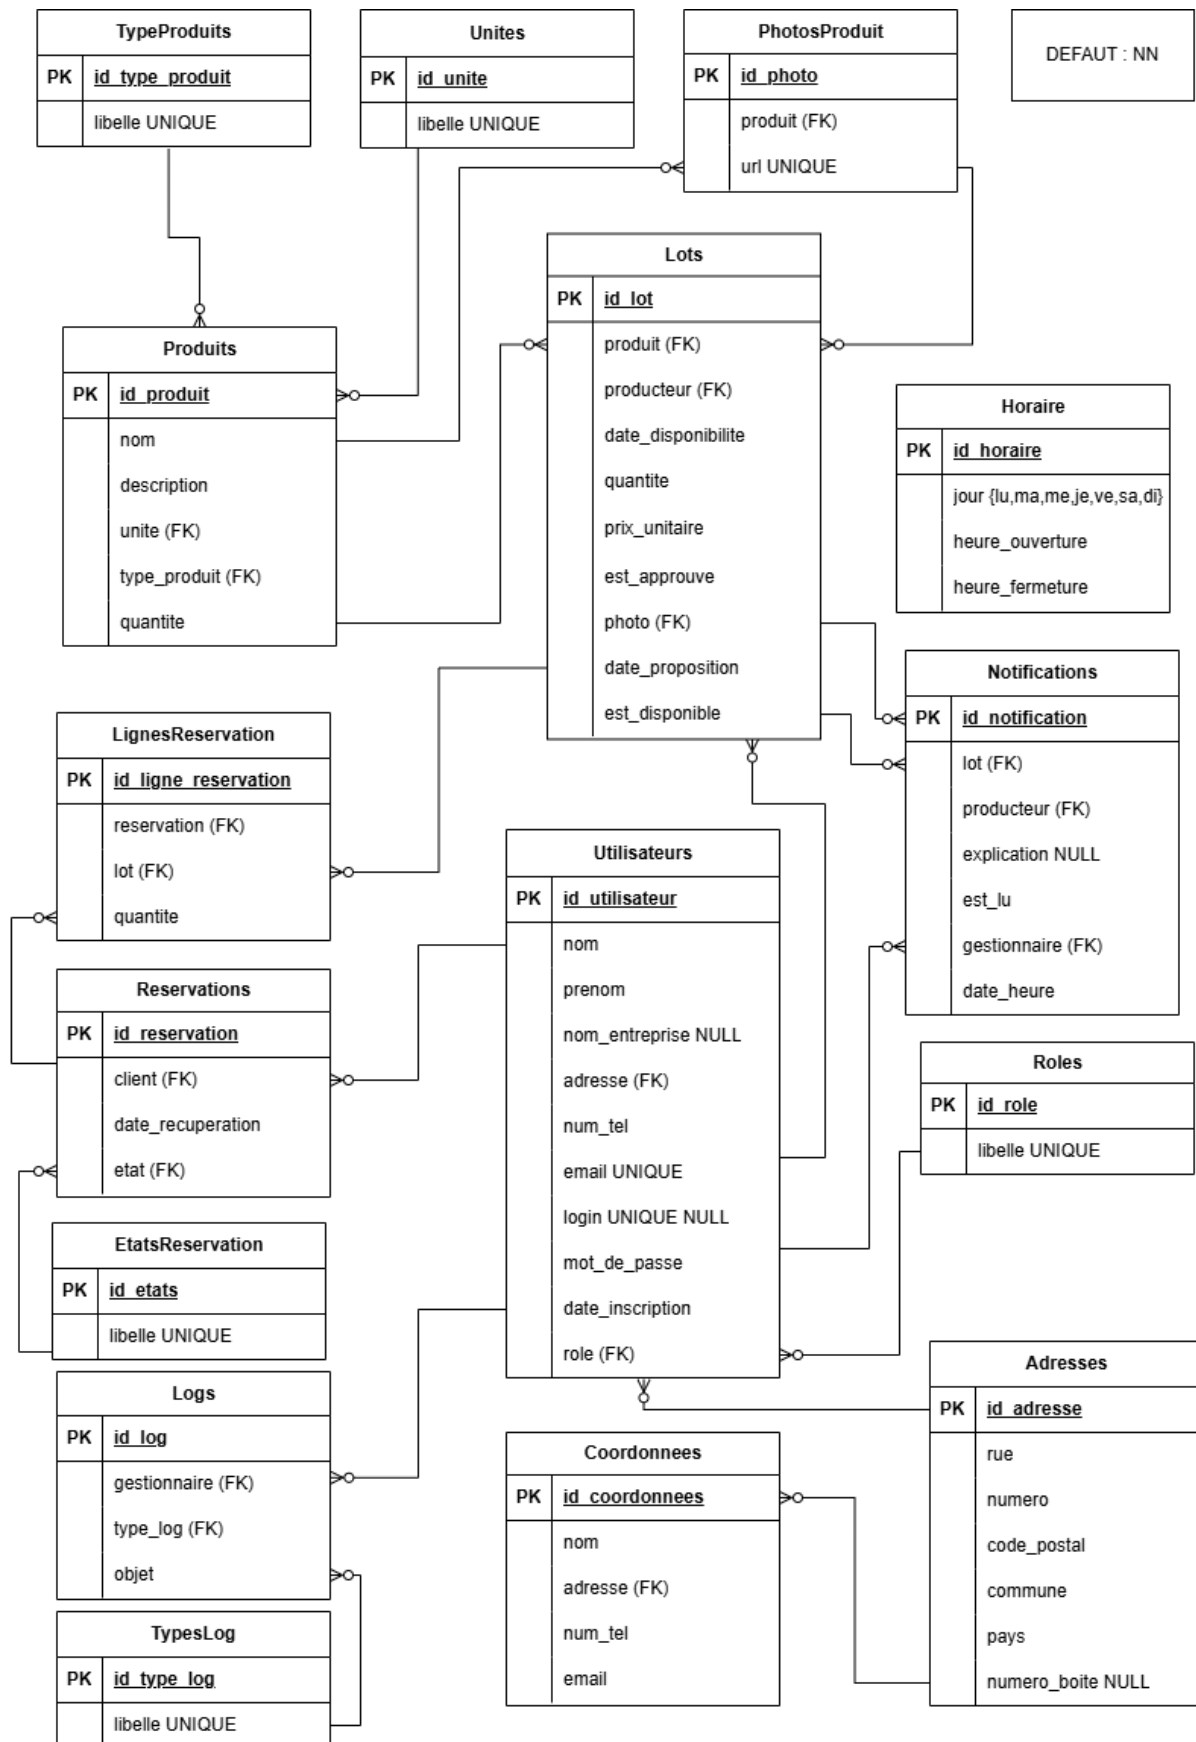 TypeProduits
PK id_type_produit
libelle UNIQUE
Unites
PK id_unite
libelle UNIQUE
PhotosProduit
PK id_photo
produit (FK)
url UNIQUE
DEFAUT : NN
Lots
PK id_lot
produit (FK)
producteur (FK)
date_disponibilite
quantite
prix_unitaire
est_approuve
photo (FK)
date_proposition
est_disponible
Produits
PK id_produit
nom
description
unite (FK)
type_produit (FK)
quantite
Horaire
PK id_horaire
jour {lu,ma,me,je,ve,sa,di}
heure_ouverture
heure_fermeture
Notifications
PK id_notification
lot (FK)
producteur (FK)
explication NULL
est_lu
gestionnaire (FK)
date_heure
LignesReservation
PK id_ligne_reservation
reservation (FK)
lot (FK)
quantite
Utilisateurs
PK id_utilisateur
nom
prenom
nom_entreprise NULL
adresse (FK)
num_tel
email UNIQUE
login UNIQUE NULL
mot_de_passe
date_inscription
role (FK)
Reservations
PK id_reservation
client (FK)
date_recuperation
etat (FK)
Roles
PK id_role
libelle UNIQUE
EtatsReservation
PK id_etats
libelle UNIQUE
Logs
PK id_log
gestionnaire (FK)
type_log (FK)
objet
Adresses
PK id_adresse
rue
numero
code_postal
commune
pays
numero_boite NULL
Coordonnees
PK id_coordonnees
nom
adresse (FK)
num_tel
email
TypesLog
PK id_type_log
libelle UNIQUE